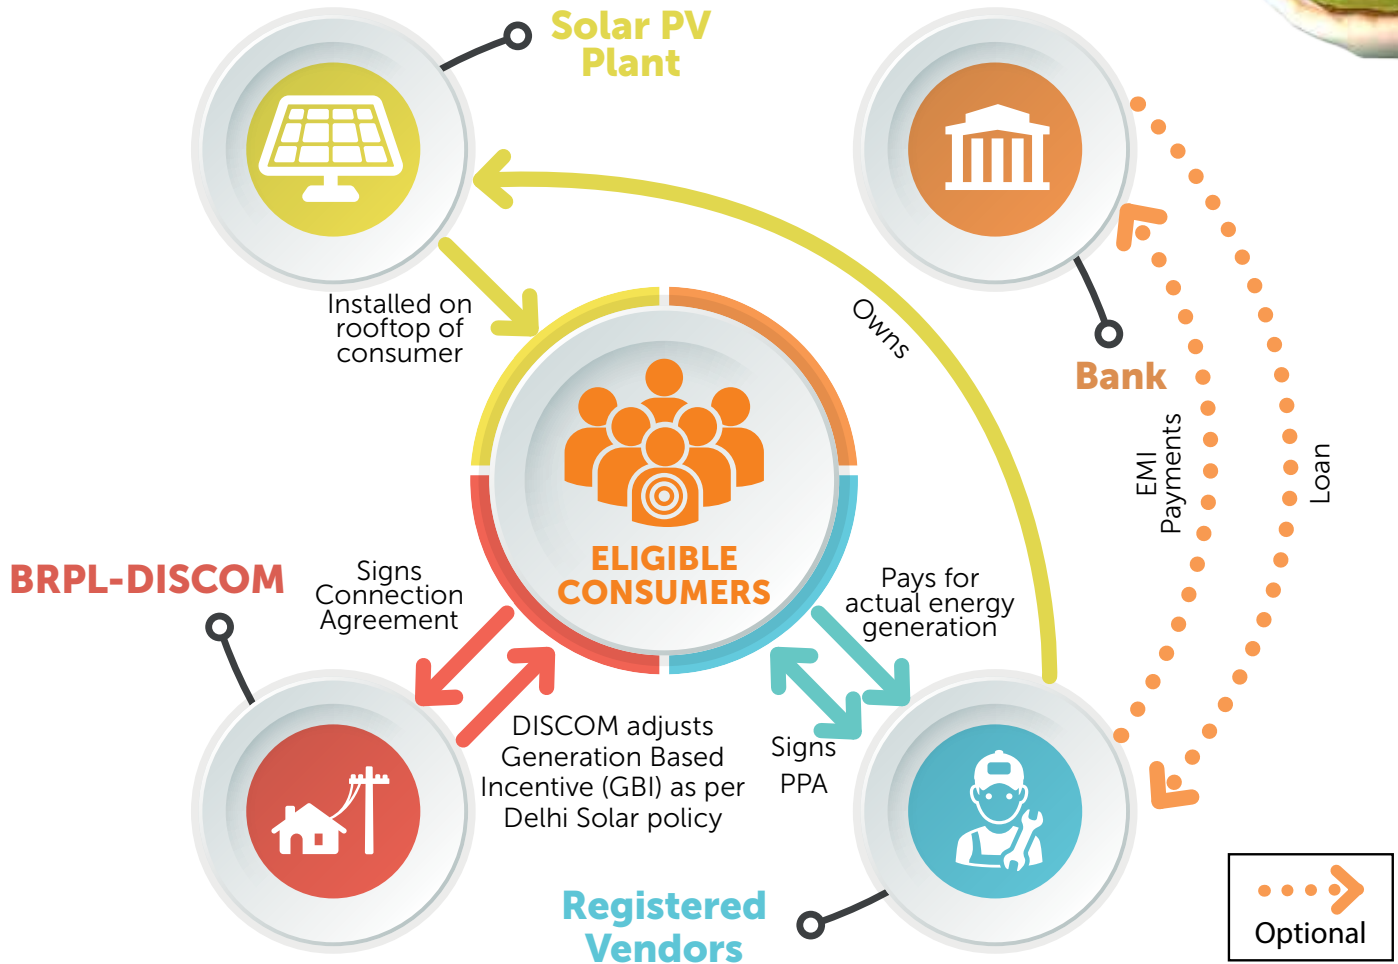 Solar PV
Plant
Installed on
rooftop of
consumer
Owns
Bank
EMI
Payments
Loan
ELIGIBLE
CONSUMERS
BRPL-DISCOM
Signs
Connection
Agreement
Pays for
actual energy
generation
DISCOM adjusts
Generation Based
Incentive (GBI) as per
Delhi Solar policy
Signs
PPA
Registered
Vendors
Optional